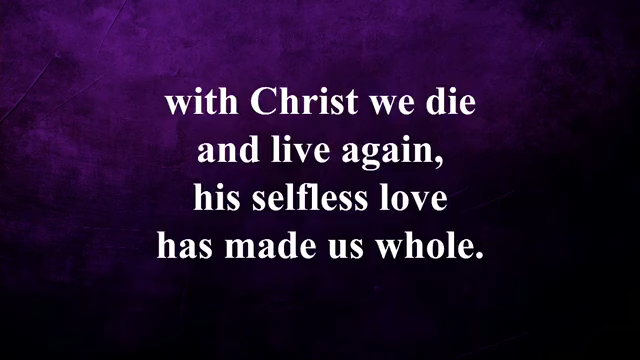 with Christ we die
and live again,
his selfless love
has made us whole.